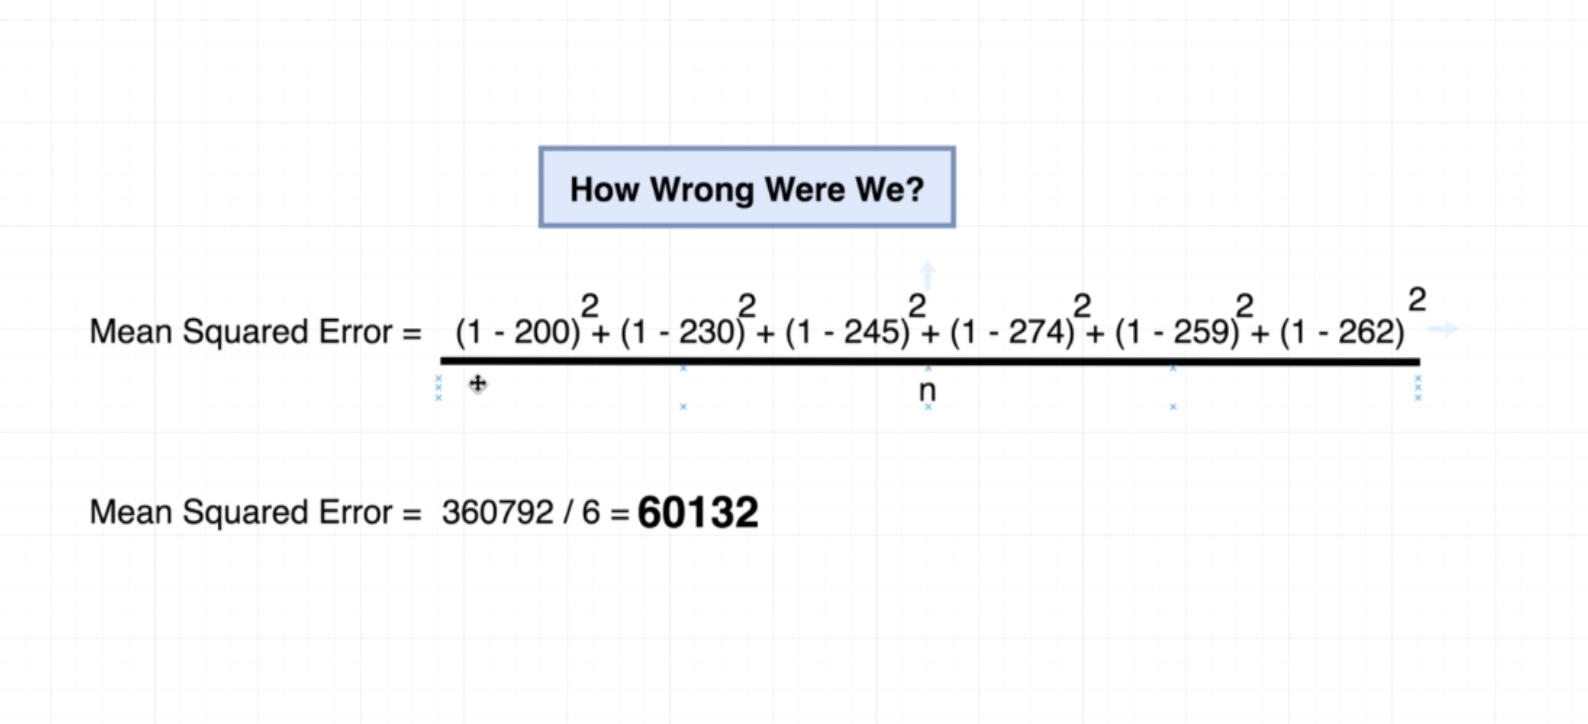 How Wrong Were We?
Mean Squared Error = (1 - 200)² + (1 - 230)² + (1 - 245)² + (1 - 274)² + (1 - 259)² + (1 - 262)²
n
Mean Squared Error = 360792 / 6 = 60132